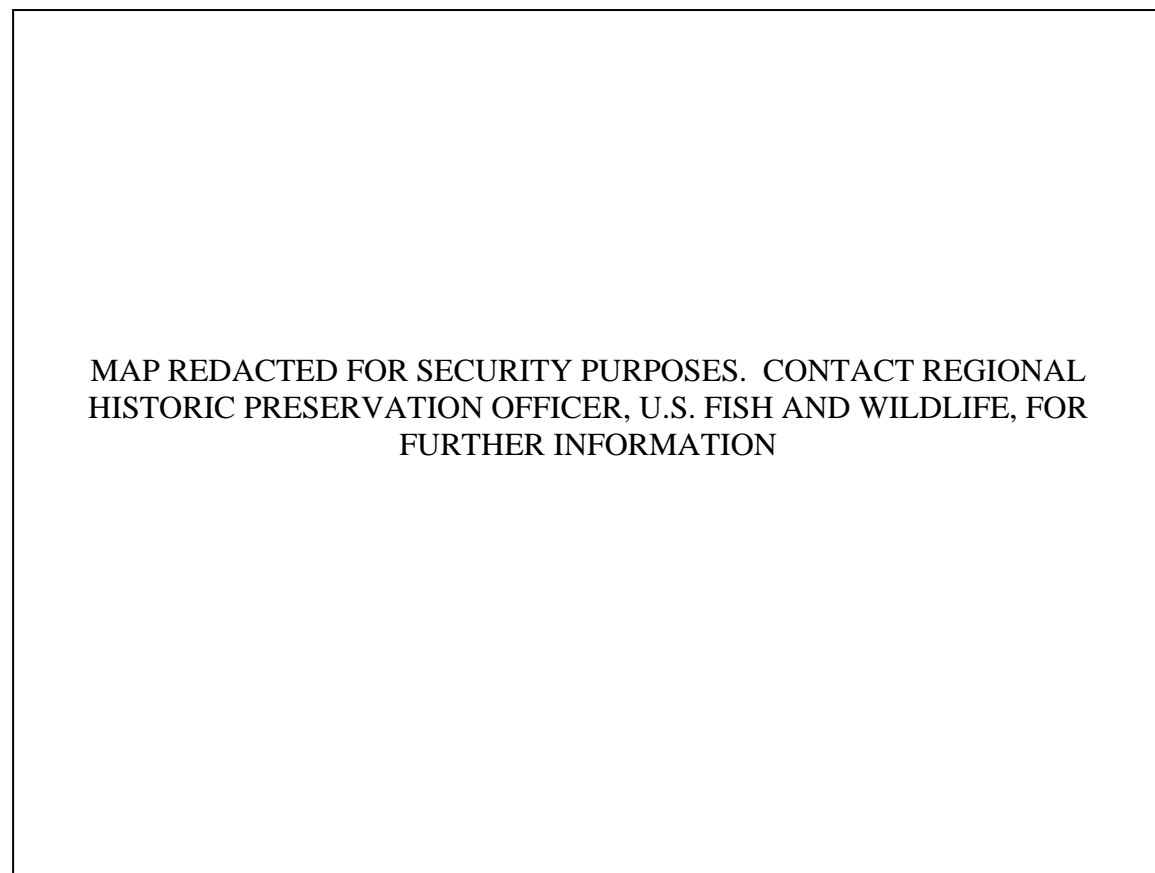 MAP REDACTED FOR SECURITY PURPOSES.  CONTACT REGIONAL
HISTORIC PRESERVATION OFFICER, U.S. FISH AND WILDLIFE, FOR
FURTHER INFORMATION